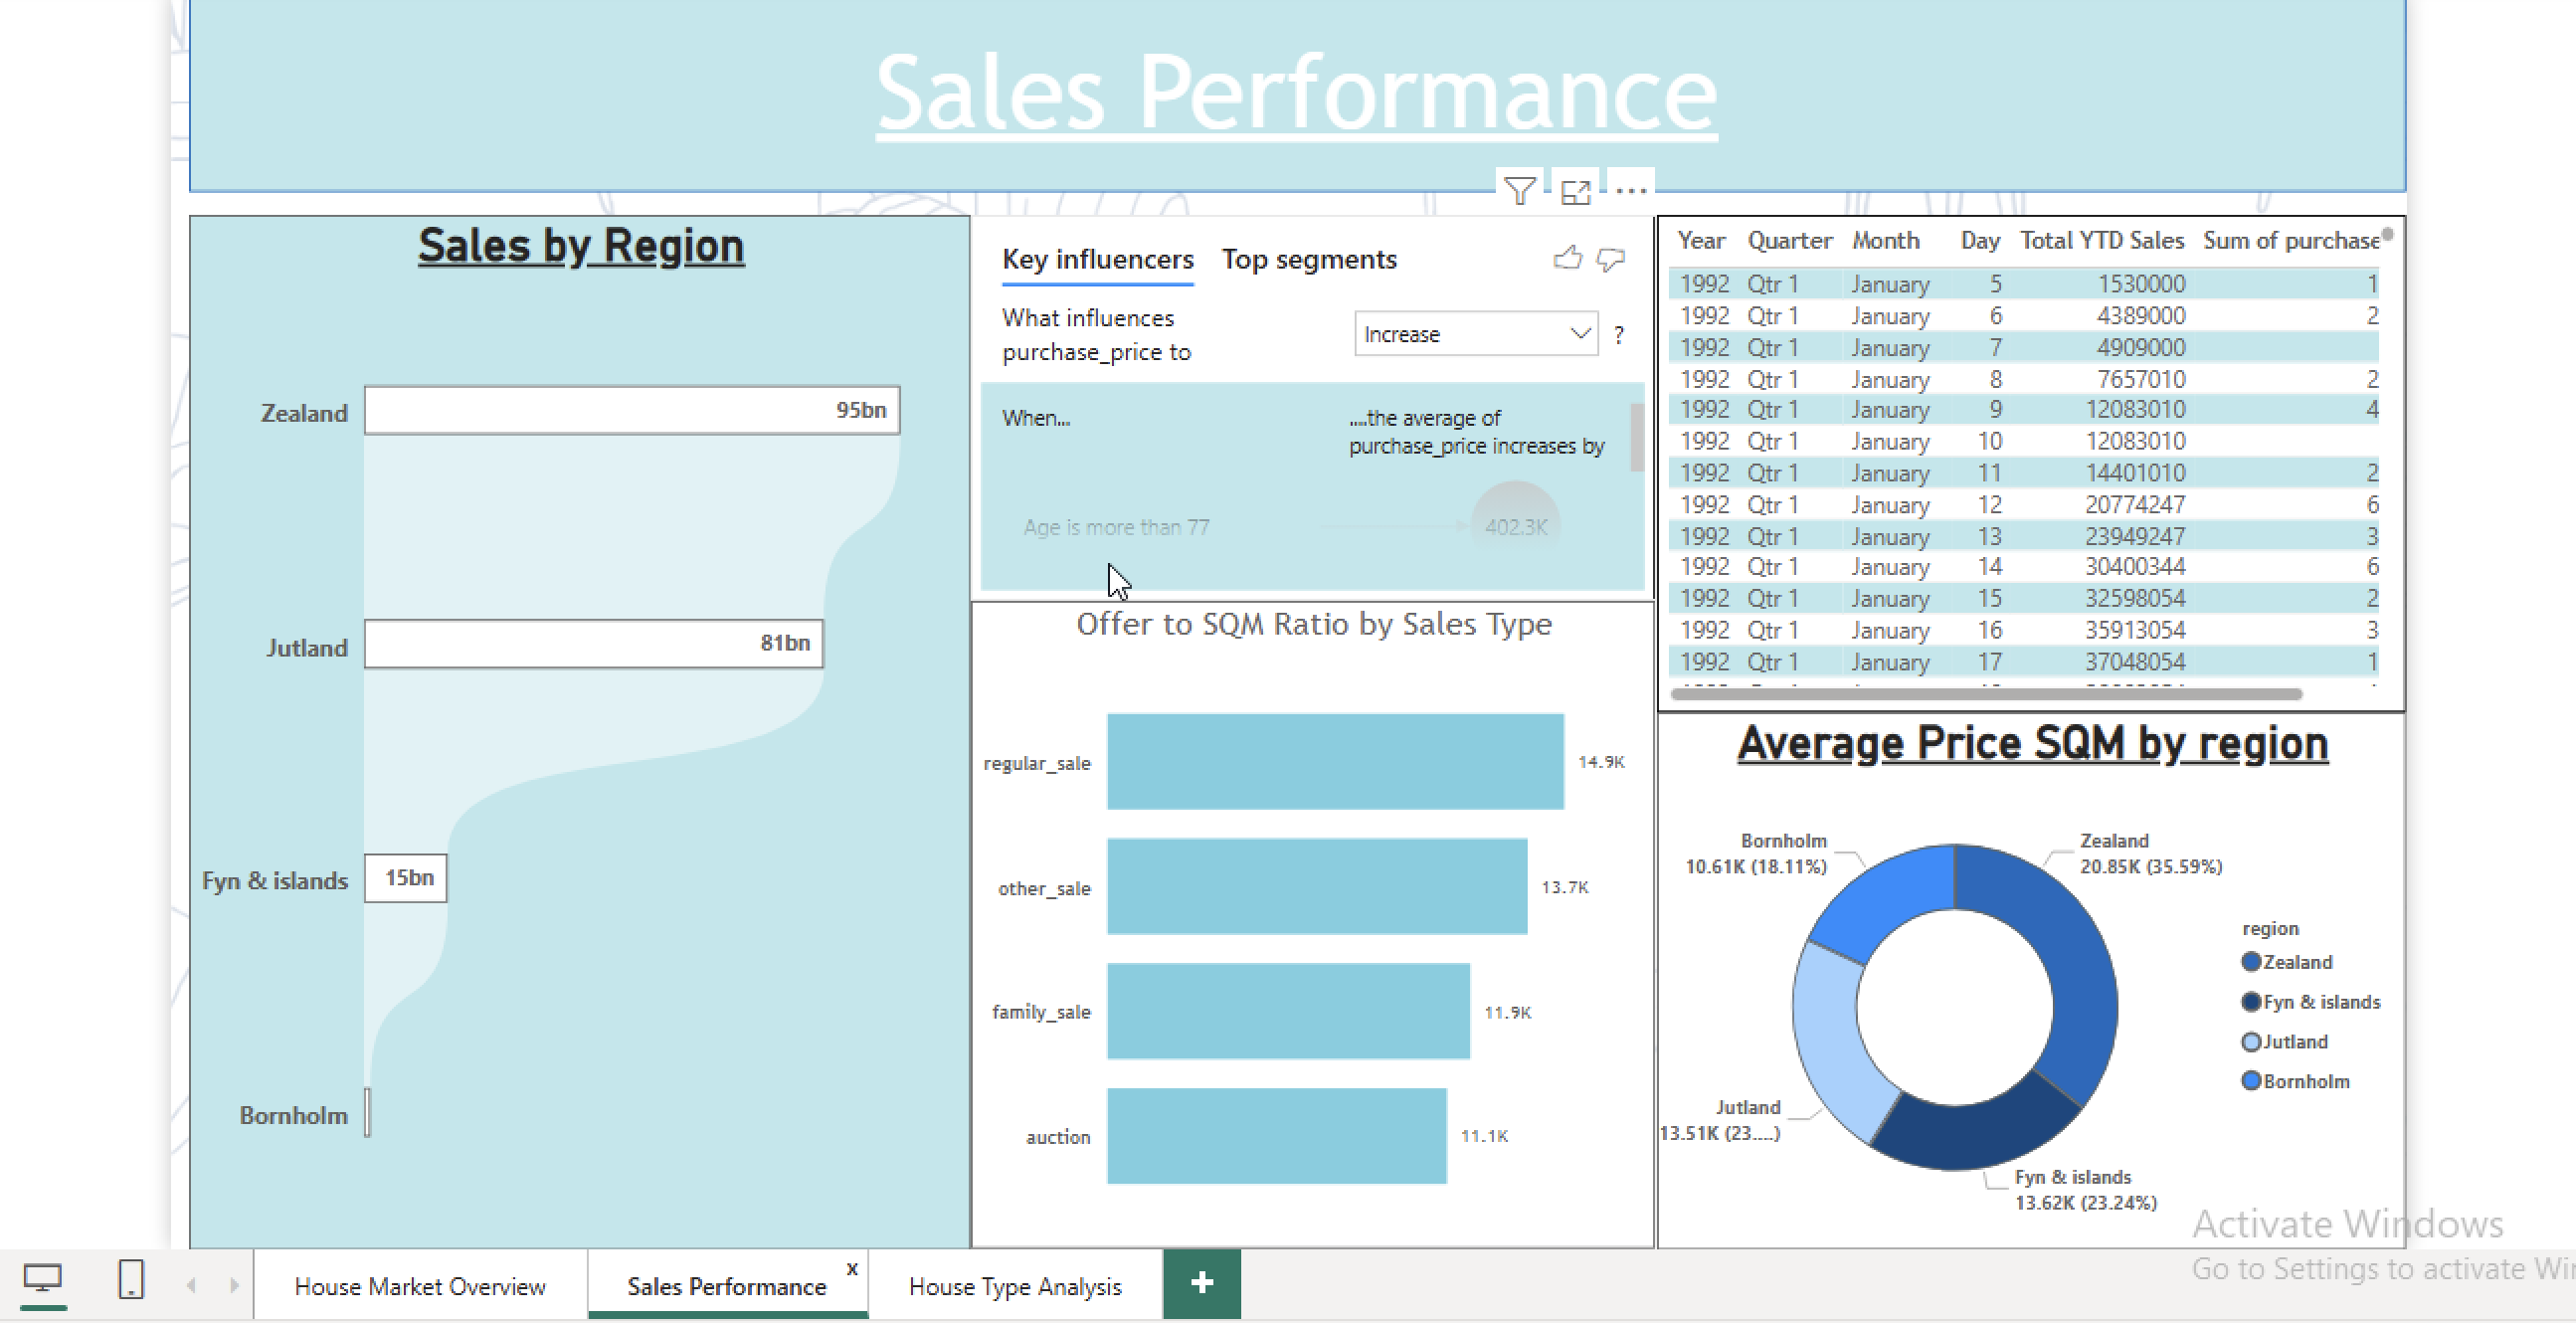 Sales Performance
Sales by Region
Zealand
95bn
Jutland
81bn
Fyn & islands
15bn
Bornholm
Key influencers Top segments
What influences
purchase_price to
Increase
?
When...
....the average of
purchase_price increases by
Age is more than 77
402.3K
Offer to SQM Ratio by Sales Type
regular_sale 14.9K
other_sale 13.7K
family_sale 11.9K
auction 11.1K
Year Quarter Month Day Total YTD Sales Sum of purchase
1992 Qtr 1 January 5 1530000 1
1992 Qtr 1 January 6 4389000 2
1992 Qtr 1 January 7 4909000
1992 Qtr 1 January 8 7657010 2
1992 Qtr 1 January 9 12083010 4
1992 Qtr 1 January 10 12083010
1992 Qtr 1 January 11 14401010 2
1992 Qtr 1 January 12 20774247 6
1992 Qtr 1 January 13 23949247 3
1992 Qtr 1 January 14 30400344 6
1992 Qtr 1 January 15 32598054 2
1992 Qtr 1 January 16 35913054 3
1992 Qtr 1 January 17 37048054 1
Average Price SQM by region
Bornholm
10.61K (18.11%)
Zealand
20.85K (35.59%)
Jutland
13.51K (23....)
Fyn & islands
13.62K (23.24%)
region
Zealand
Fyn & islands
Jutland
Bornholm
Activate Windows
Go to Settings to activate Wi
House Market Overview
Sales Performance
x
House Type Analysis
+